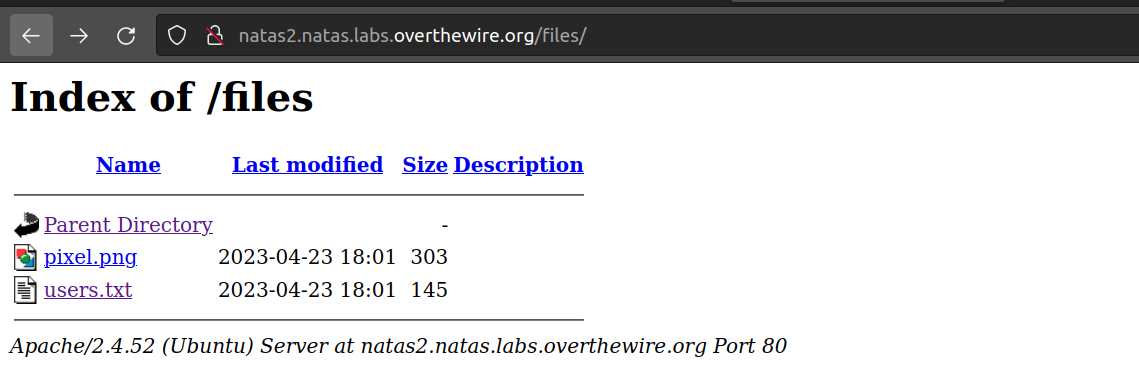 natas2.natas.labs.overthewire.org/files/
Index of /files
Name Last modified Size Description
Parent Directory -
pixel.png 2023-04-23 18:01 303
users.txt 2023-04-23 18:01 145
Apache/2.4.52 (Ubuntu) Server at natas2.natas.labs.overthewire.org Port 80